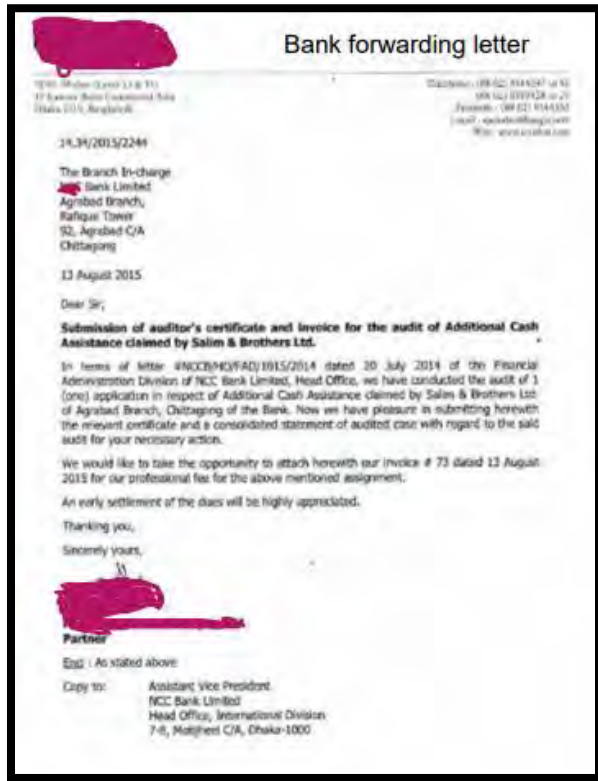 Bank forwarding letter
Dhaka 1215, Bangladesh
14.34/2015/2244
The Branch In-charge
Bank Limited
Agrabad Branch,
Rafique Tower
92, Agrabad C/A
Chittagong
13 August 2015
Dear Sir,
Submission of auditor's certificate and invoice for the audit of Additional Cash
Assistance claimed by Salim & Brothers Ltd.
In terms of letter #NCCB/HO/FAD/1015/2014 dated 20 July 2014 of the Financial
Administration Division of NCC Bank Limited, Head Office, we have conducted the audit of 1
(one) application in respect of Additional Cash Assistance claimed by Salim & Brothers Ltd.
of Agrabad Branch, Chittagong of the Bank. Now we have pleasure in submitting herewith
the relevant certificate and a consolidated statement of audited case with regard to the said
audit for your necessary action.
We would like to take the opportunity to attach herewith our invoice # 73 dated 13 August
2015 for our professional fee for the above mentioned assignment.
An early settlement of the dues will be highly appreciated.
Thanking you,
Sincerely yours,
Partner
Encl : As stated above
Copy to: Assistant Vice President
NCC Bank Limited
Head Office, International Division
7-8, Motijheel C/A, Dhaka-1000